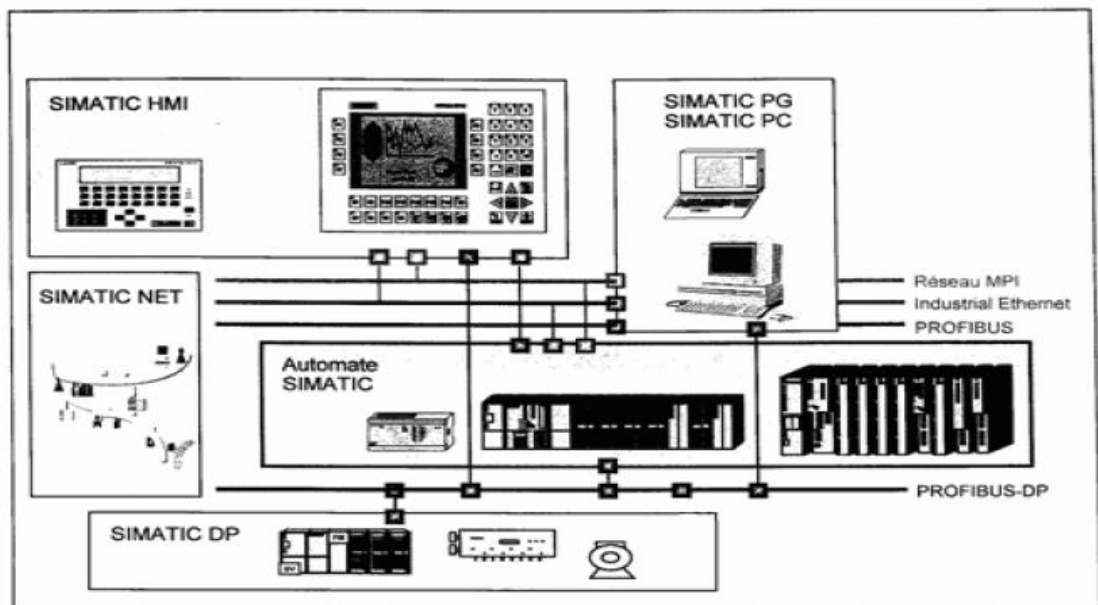 SIMATIC HMI
SIMATIC PG
SIMATIC PC
SIMATIC NET
Réseau MPI
Industrial Ethernet
PROFIBUS
Automate
SIMATIC
PROFIBUS-DP
SIMATIC DP